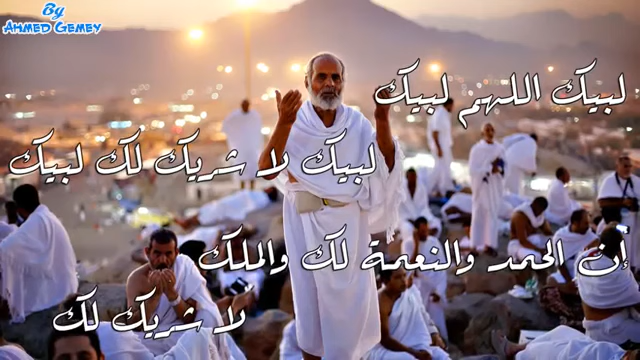 By
Ahmed Gemey
لبيك اللهم لبيك
لبيك لا شريك لك لبيك
إن الحمد والنعمة لك والملك
لا شريك لك